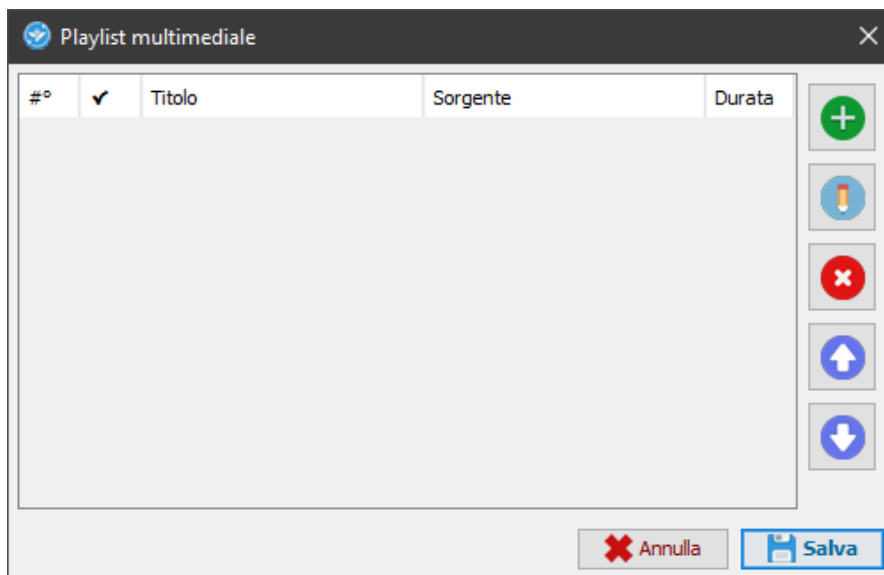 Playlist multimediale
#° ✔ Titolo Sorgente Durata
Annulla Salva